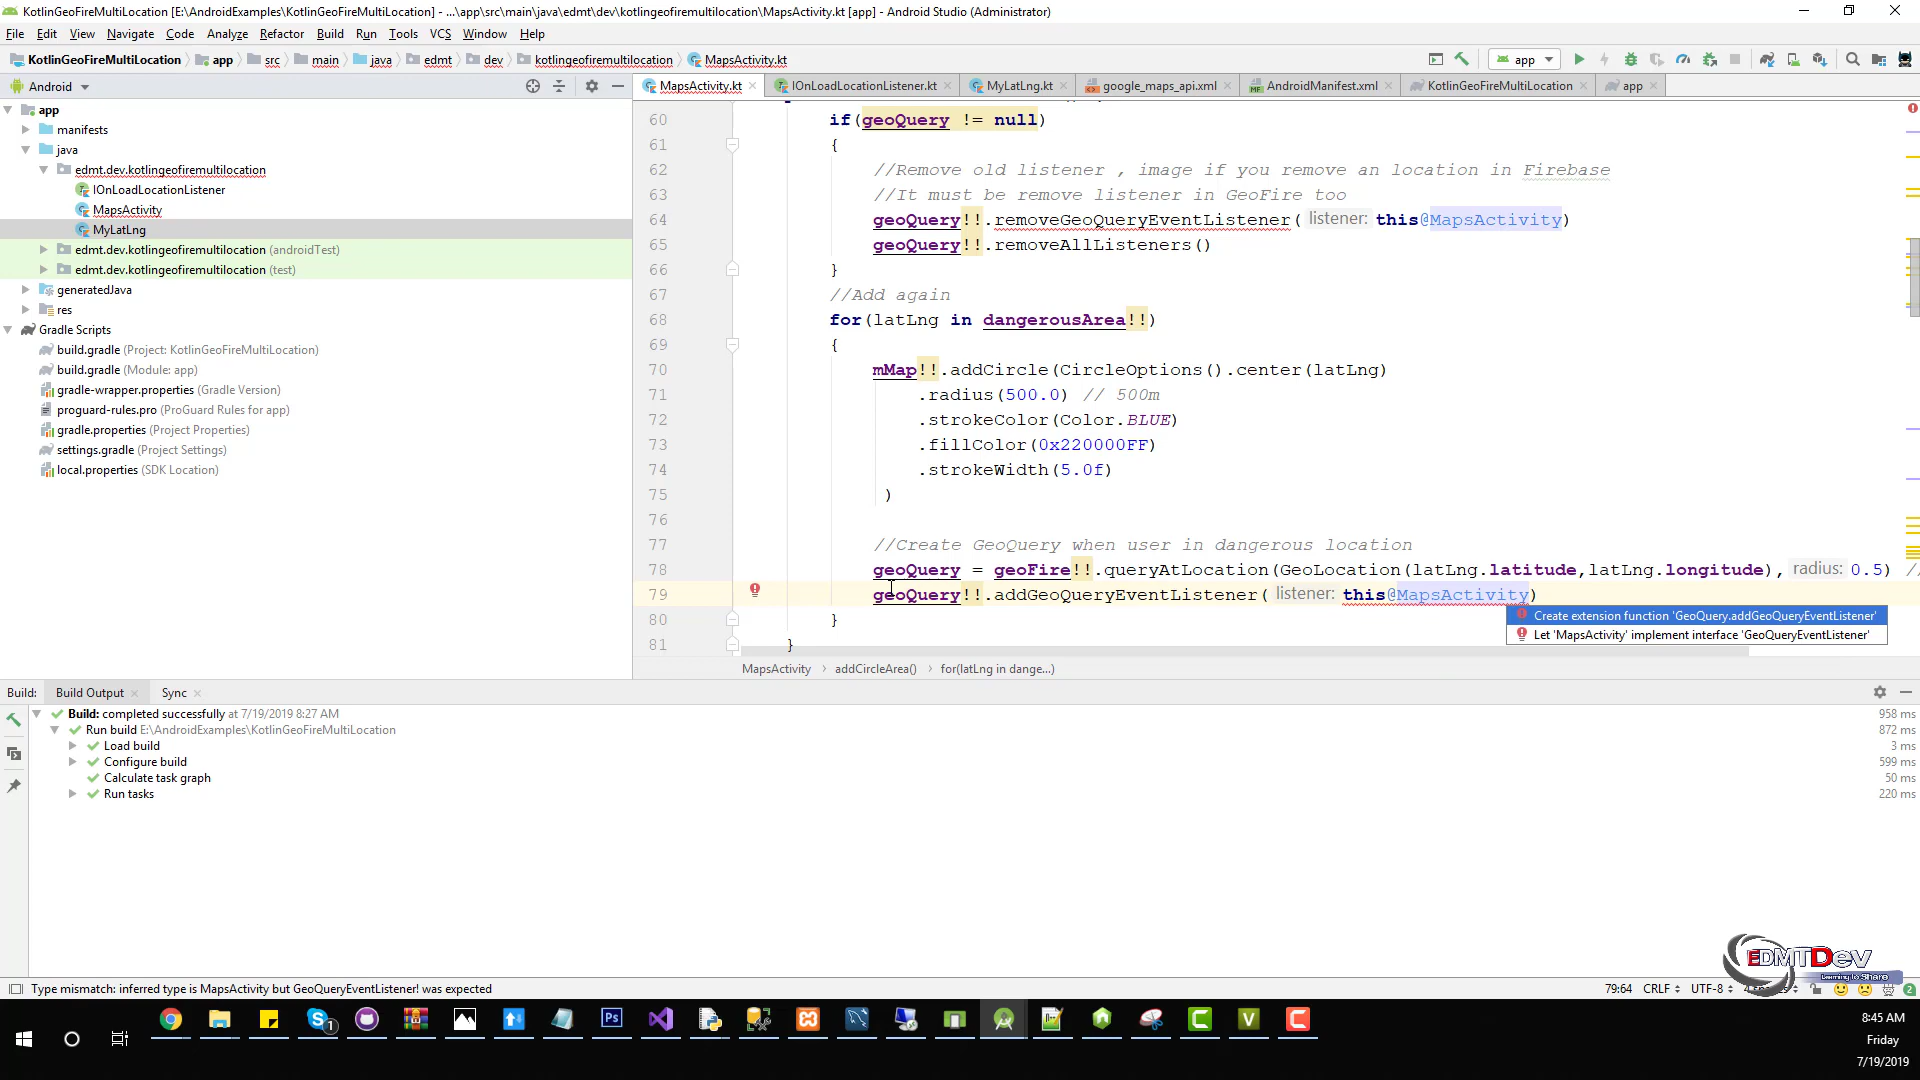 KotlinGeoFireMultiLocation [E:\AndroidExamples\KotlinGeoFireMultiLocation] - ...\app\src\main\java\edmt\dev\kotlingeofiremultilocation\MapsActivity.kt [app] - Android Studio (Administrator)
File Edit View Navigate Code Analyze Refactor Build Run Tools VCS Window Help
KotlinGeoFireMultiLocation app src main java edmt dev kotlingeofiremultilocation MapsActivity.kt app
Android MapsActivity.kt IOnLoadLocationListener.kt MyLatLng.kt google_maps_api.xml AndroidManifest.xml KotlinGeoFireMultiLocation app
app
manifests
java
edmt.dev.kotlingeofiremultilocation
IOnLoadLocationListener
MapsActivity
MyLatLng
edmt.dev.kotlingeofiremultilocation (androidTest)
edmt.dev.kotlingeofiremultilocation (test)
generatedJava
res
Gradle Scripts
build.gradle (Project: KotlinGeoFireMultiLocation)
build.gradle (Module: app)
gradle-wrapper.properties (Gradle Version)
proguard-rules.pro (ProGuard Rules for app)
gradle.properties (Project Properties)
settings.gradle (Project Settings)
local.properties (SDK Location)
60 if(geoQuery != null)
61 {
62 //Remove old listener , image if you remove an location in Firebase
63 //It must be remove listener in GeoFire too
64 geoQuery!!.removeGeoQueryEventListener( listener: this@MapsActivity)
65 geoQuery!!.removeAllListeners()
66 }
67 //Add again
68 for(latLng in dangerousArea!!)
69 {
70 mMap!!.addCircle(CircleOptions().center(latLng)
71 .radius(500.0) // 500m
72 .strokeColor(Color.BLUE)
73 .fillColor(0x220000FF)
74 .strokeWidth(5.0f)
75 )
76
77 //Create GeoQuery when user in dangerous location
78 geoQuery = geoFire!!.queryAtLocation(GeoLocation(latLng.latitude,latLng.longitude), radius: 0.5) /
79 geoQuery!!.addGeoQueryEventListener( listener: this@MapsActivity)
80 }
81 }
Create extension function 'GeoQuery.addGeoQueryEventListener'
Let 'MapsActivity' implement interface 'GeoQueryEventListener'
MapsActivity › addCircleArea() › for(latLng in dange...)
Build: Build Output Sync
Build: completed successfully at 7/19/2019 8:27 AM 958 ms
Run build E:\AndroidExamples\KotlinGeoFireMultiLocation 872 ms
Load build 3 ms
Configure build 599 ms
Calculate task graph 50 ms
Run tasks 220 ms
EDMTDev
Learning to Share
Type mismatch: inferred type is MapsActivity but GeoQueryEventListener! was expected 79:64 CRLF UTF-8
8:45 AM
Friday
7/19/2019